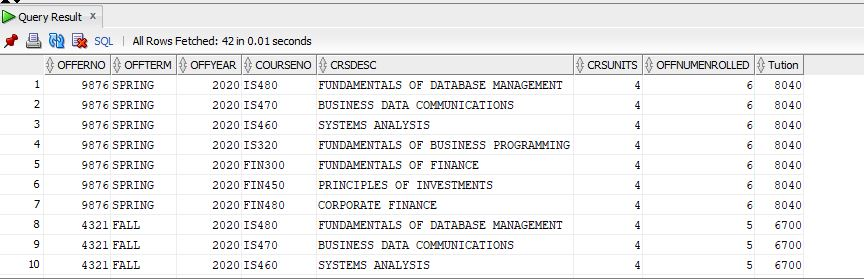 Query Result x
SQL | All Rows Fetched: 42 in 0.01 seconds
OFFERNO OFFTERM OFFYEAR COURSENO CRSDESC CRSUNITS OFFNUMENROLLED Tution
1 9876 SPRING 2020 IS480 FUNDAMENTALS OF DATABASE MANAGEMENT 4 6 8040
2 9876 SPRING 2020 IS470 BUSINESS DATA COMMUNICATIONS 4 6 8040
3 9876 SPRING 2020 IS460 SYSTEMS ANALYSIS 4 6 8040
4 9876 SPRING 2020 IS320 FUNDAMENTALS OF BUSINESS PROGRAMMING 4 6 8040
5 9876 SPRING 2020 FIN300 FUNDAMENTALS OF FINANCE 4 6 8040
6 9876 SPRING 2020 FIN450 PRINCIPLES OF INVESTMENTS 4 6 8040
7 9876 SPRING 2020 FIN480 CORPORATE FINANCE 4 6 8040
8 4321 FALL 2020 IS480 FUNDAMENTALS OF DATABASE MANAGEMENT 4 5 6700
9 4321 FALL 2020 IS470 BUSINESS DATA COMMUNICATIONS 4 5 6700
10 4321 FALL 2020 IS460 SYSTEMS ANALYSIS 4 5 6700